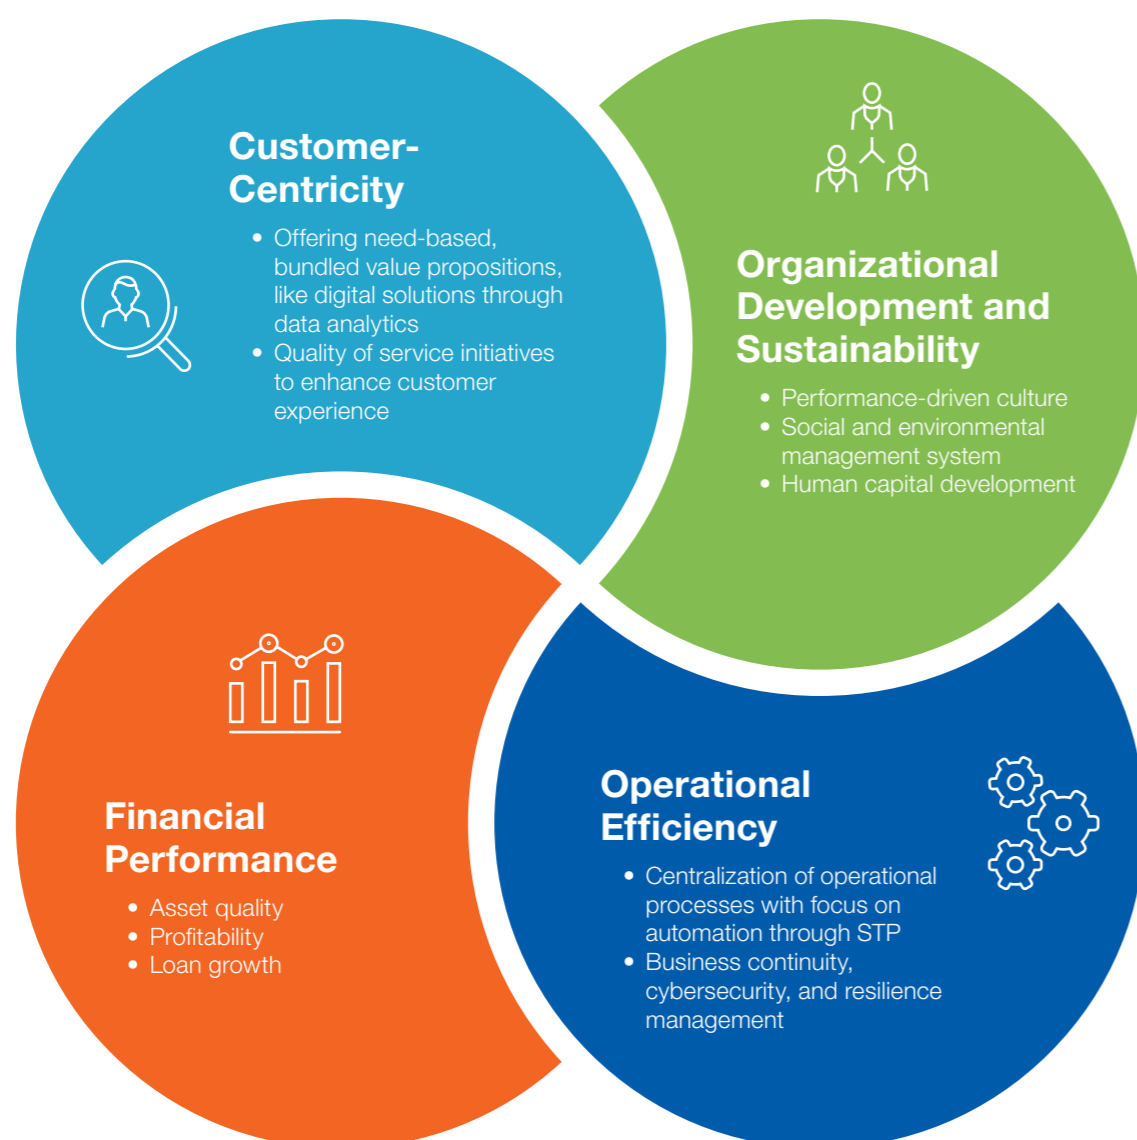 Customer-
Centricity
• Offering need-based,
bundled value propositions,
like digital solutions through
data analytics
• Quality of service initiatives
to enhance customer
experience
Organizational
Development and
Sustainability
• Performance-driven culture
• Social and environmental
management system
• Human capital development
Financial
Performance
• Asset quality
• Profitability
• Loan growth
Operational
Efficiency
• Centralization of operational
processes with focus on
automation through STP
• Business continuity,
cybersecurity, and resilience
management